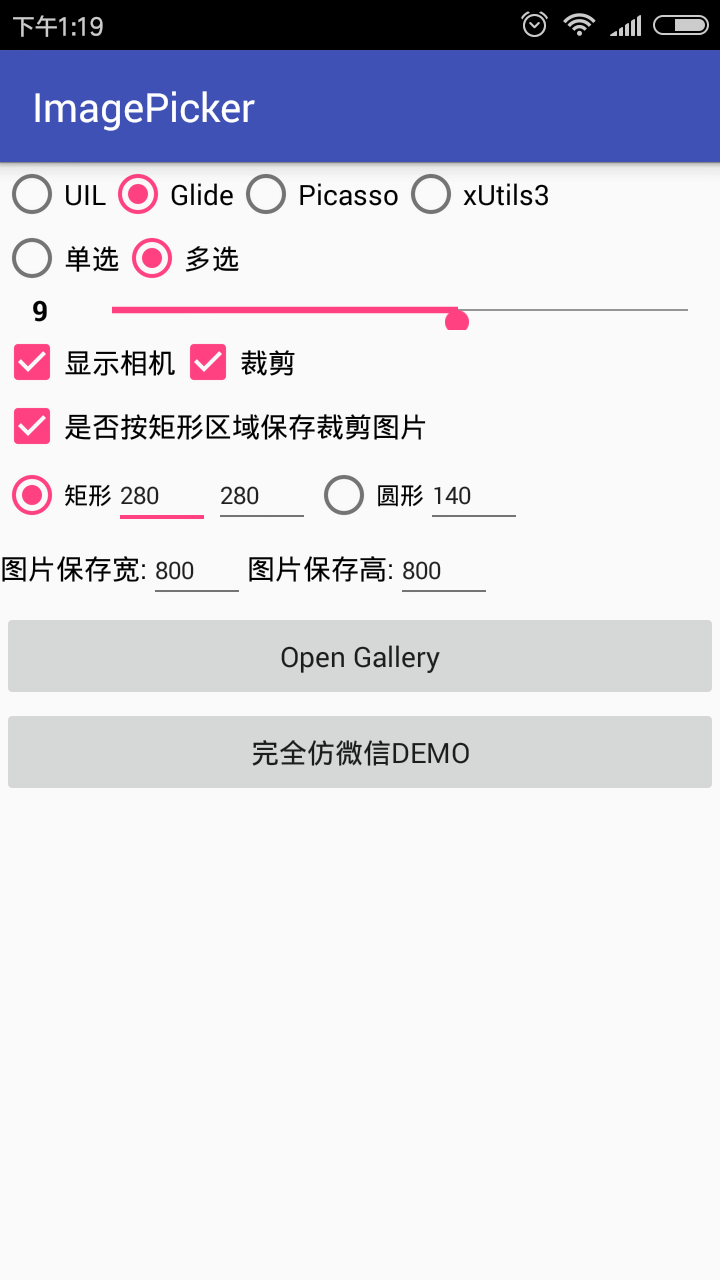 下午1:19
ImagePicker
UIL Glide Picasso xUtils3
单选 多选
9
显示相机 裁剪
是否按矩形区域保存裁剪图片
矩形 280 280 圆形 140
图片保存宽: 800 图片保存高: 800
Open Gallery
完全仿微信DEMO